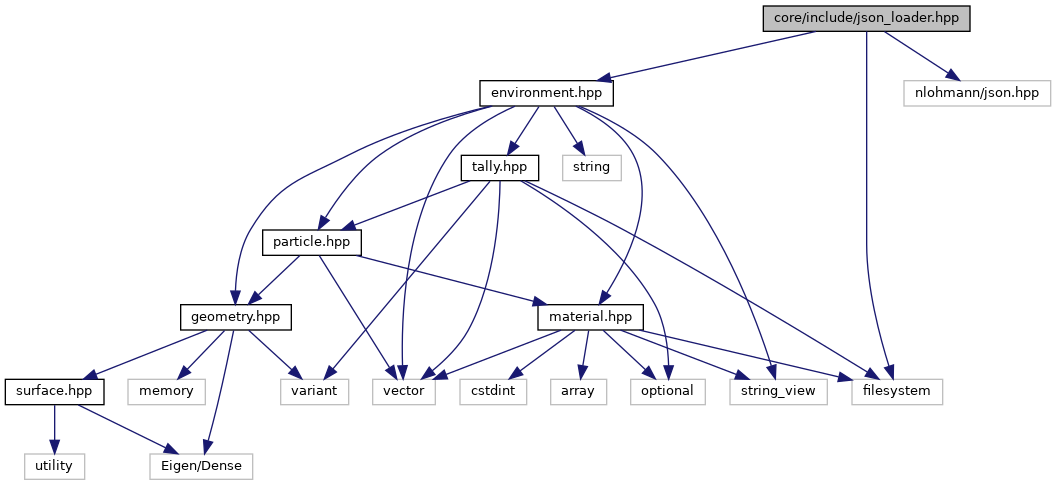 core/include/json_loader.hpp
environment.hpp
nlohmann/json.hpp
tally.hpp
string
particle.hpp
geometry.hpp
material.hpp
surface.hpp
memory
variant
vector
cstdint
array
optional
string_view
filesystem
utility
Eigen/Dense